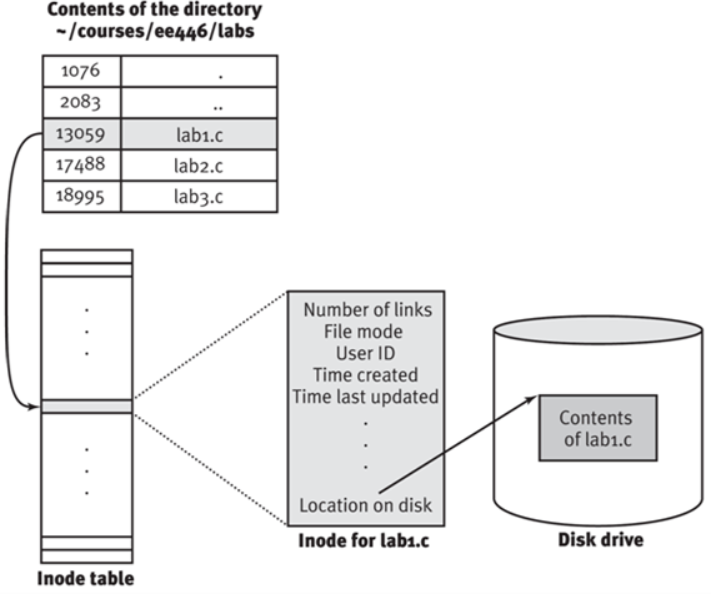 Contents of the directory
~/courses/ee446/labs
1076 .
2083 ..
13059 lab1.c
17488 lab2.c
18995 lab3.c
.
.
.
.
.
.
Inode table
Number of links
File mode
User ID
Time created
Time last updated
.
.
.
Location on disk
Inode for lab1.c
Contents
of lab1.c
Disk drive